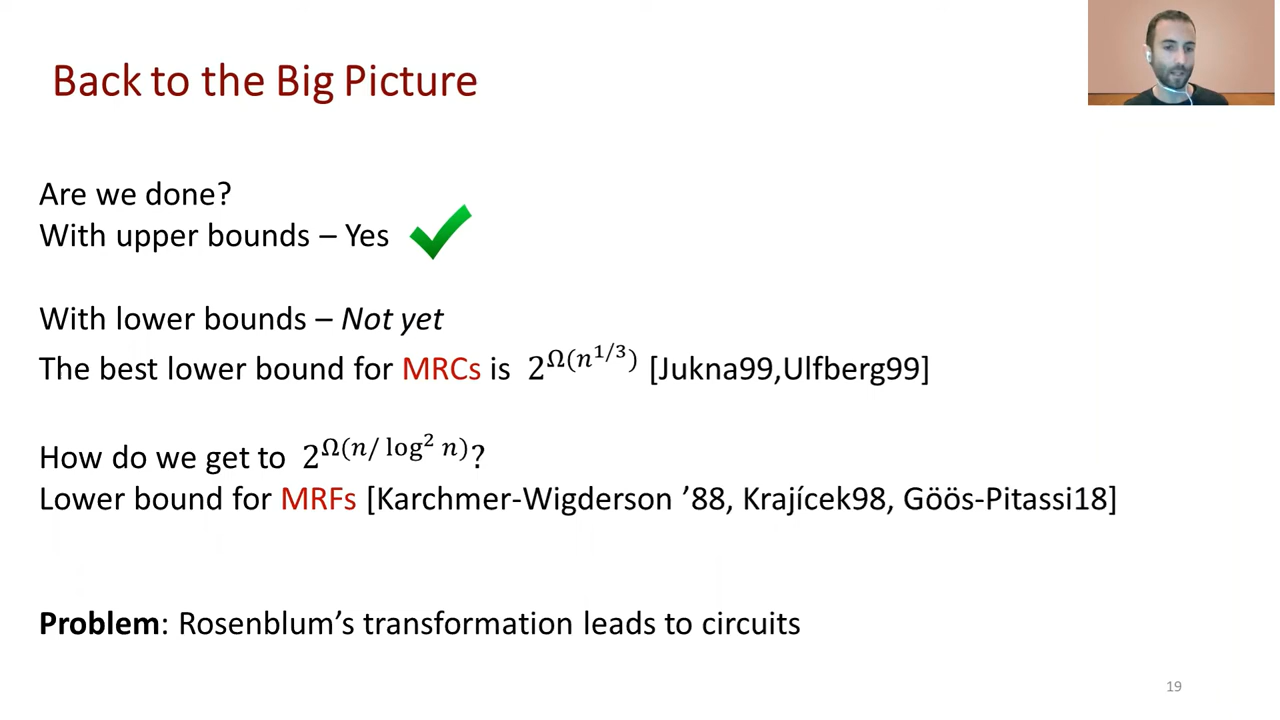 Back to the Big Picture
Are we done?
With upper bounds – Yes
With lower bounds – Not yet
The best lower bound for MRCs is 2^Ω(n^1/3) [Jukna99,Ulfberg99]
How do we get to 2^Ω(n/ log^2 n)?
Lower bound for MRFs [Karchmer-Wigderson ’88, Krajícek98, Göös-Pitassi18]
Problem: Rosenblum’s transformation leads to circuits
19